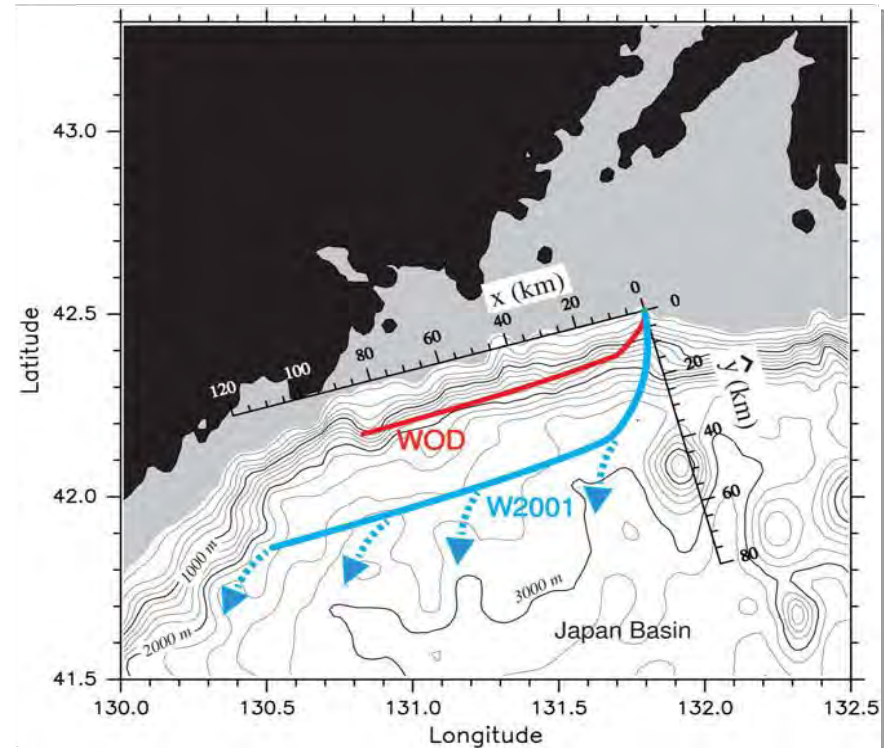 43.0
42.5
42.0
41.5
Latitude
130.0
130.5
131.0
131.5
132.0
132.5
Longitude
x (km)
0
20
40
60
80
100
120
0
20
40
60
80
y (km)
WOD
W2001
1000 m
2000 m
3000 m
Japan Basin